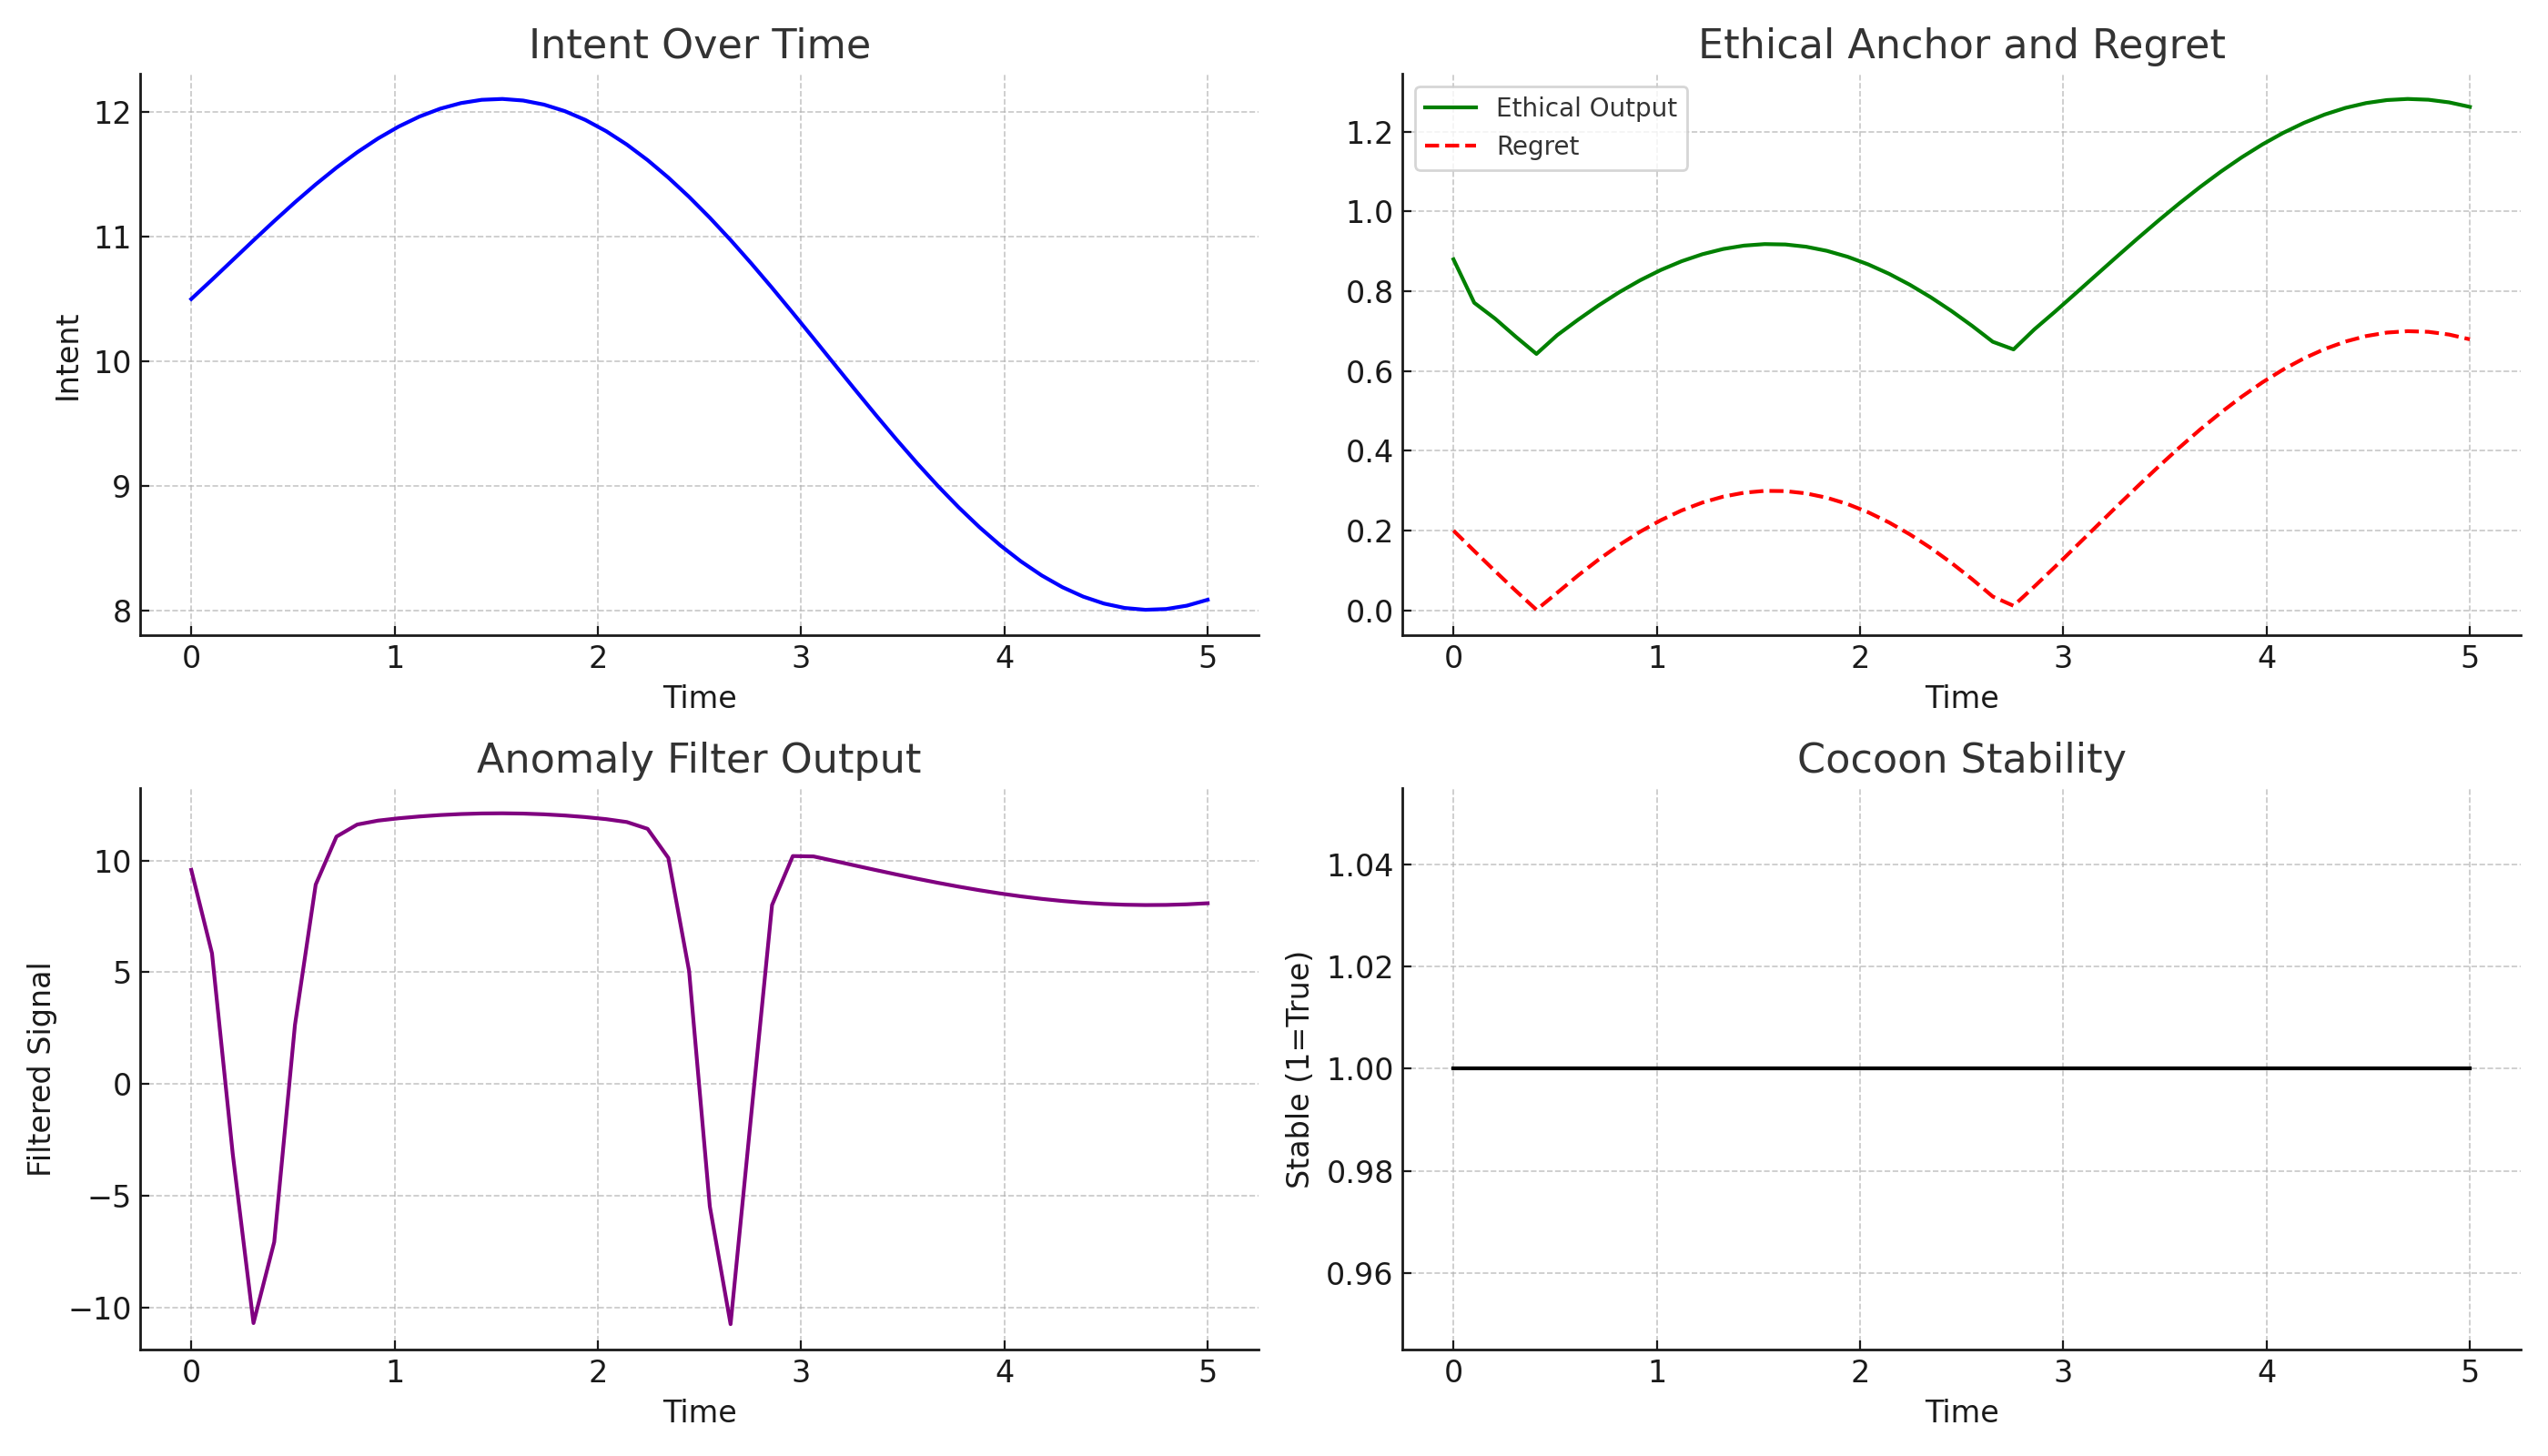 Intent Over Time
Intent
12
11
10
9
8
0 1 2 3 4 5
Time
Ethical Anchor and Regret
Ethical Output
Regret
1.2
1.0
0.8
0.6
0.4
0.2
0.0
0 1 2 3 4 5
Time
Anomaly Filter Output
Filtered Signal
10
5
0
−5
−10
0 1 2 3 4 5
Time
Cocoon Stability
Stable (1=True)
1.04
1.02
1.00
0.98
0.96
0 1 2 3 4 5
Time